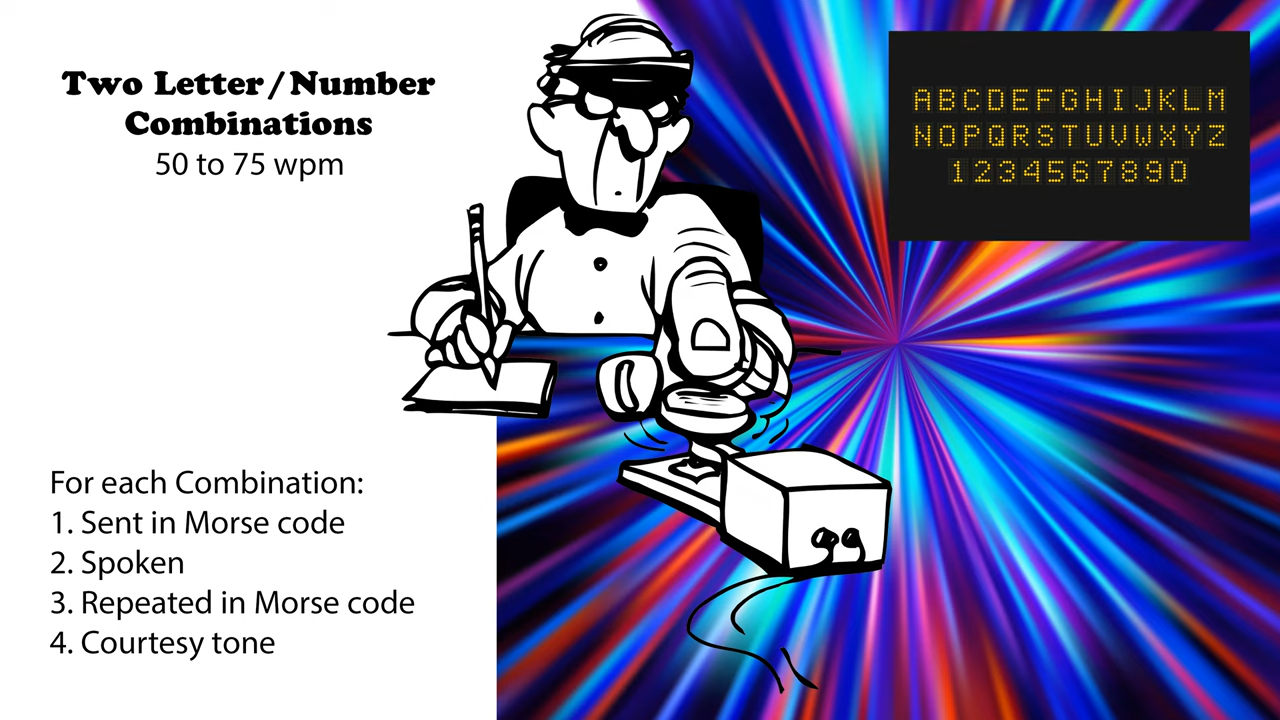 Two Letter/Number
Combinations
50 to 75 wpm
ABCDEFGHIJKLM
NOPQRSTUVWXYZ
1234567890
For each Combination:
1. Sent in Morse code
2. Spoken
3. Repeated in Morse code
4. Courtesy tone